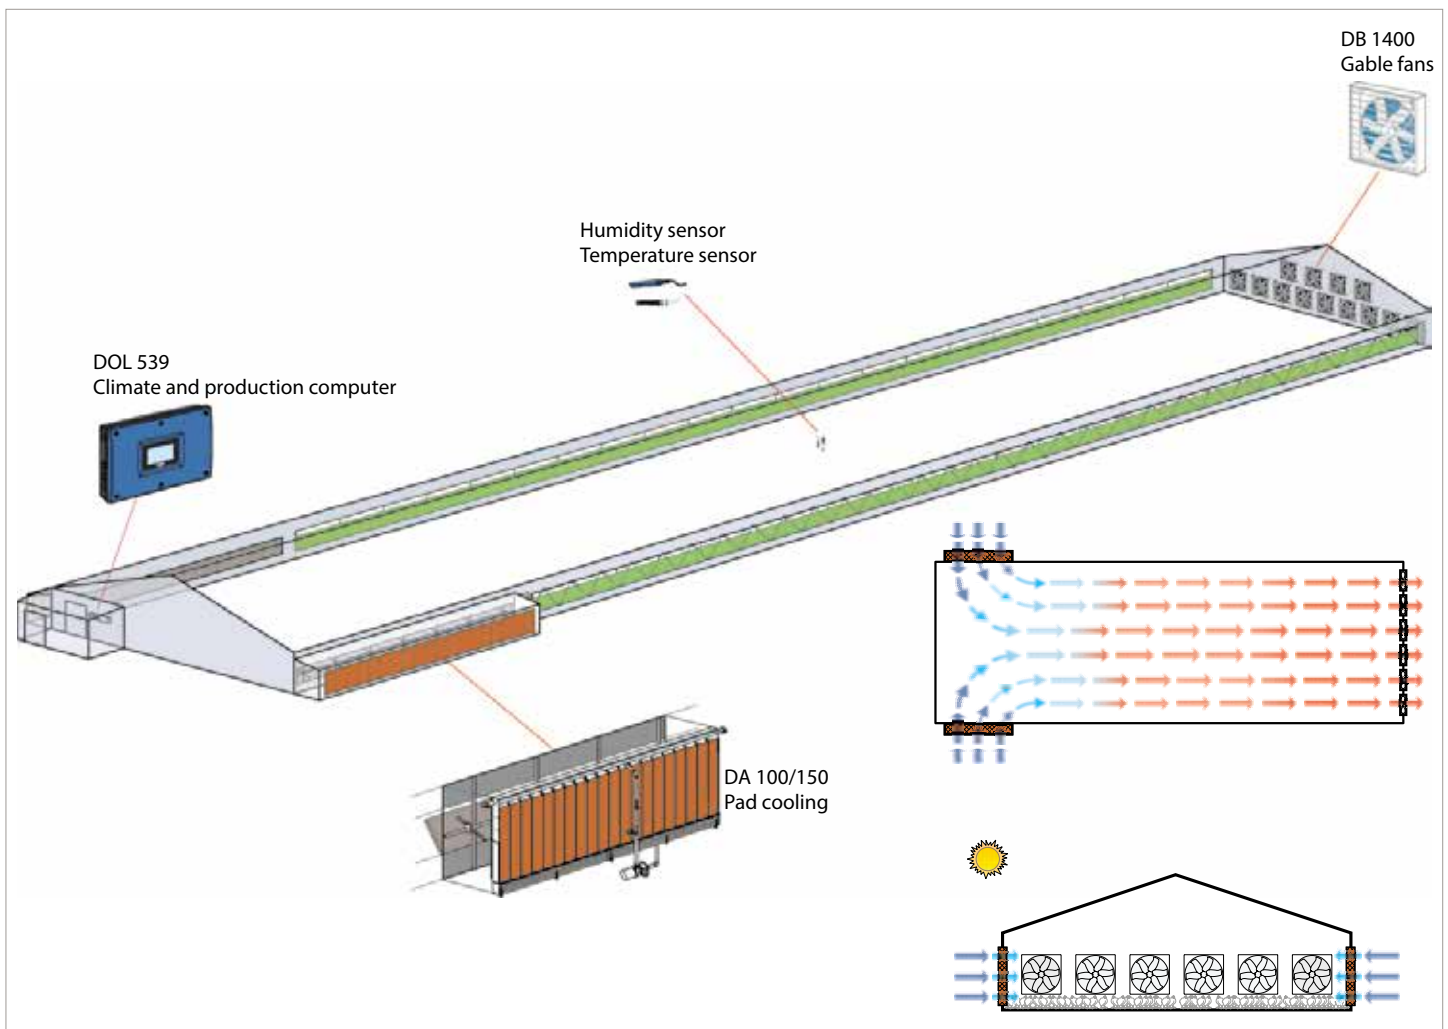 DB 1400
Gable fans
Humidity sensor
Temperature sensor
DOL 539
Climate and production computer
DA 100/150
Pad cooling